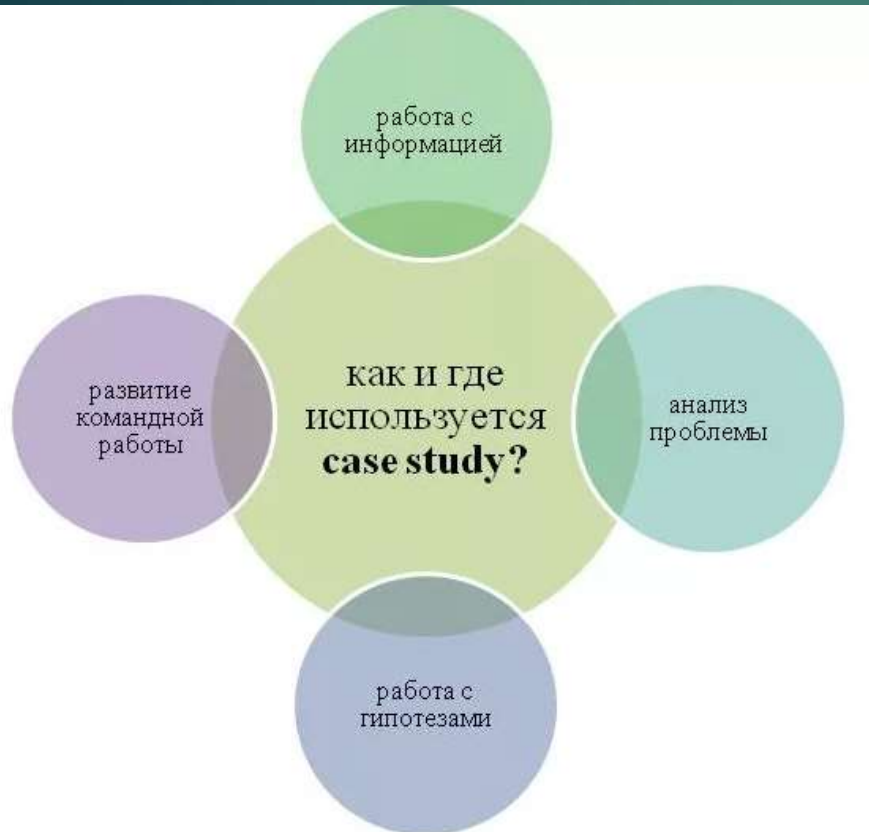 работа с
информацией
развитие
командной
работы
как и где
используется
case study?
анализ
проблемы
работа с
гипотезами